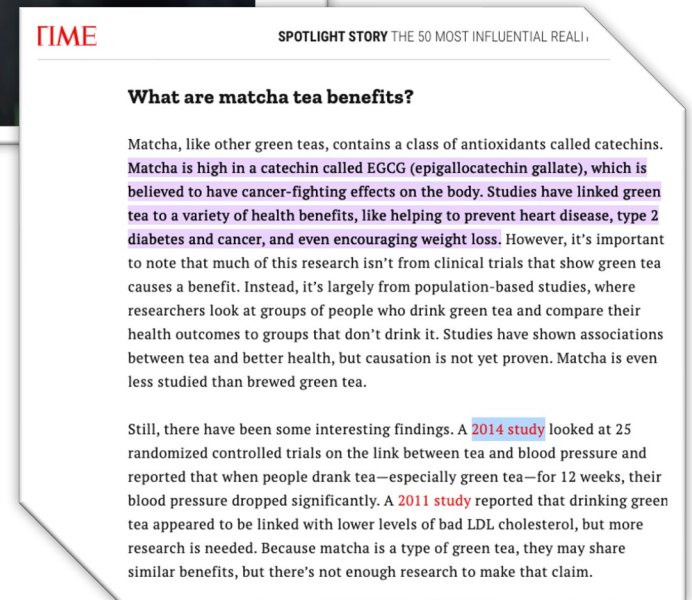 TIME
SPOTLIGHT STORY THE 50 MOST INFLUENTIAL REALI
What are matcha tea benefits?
Matcha, like other green teas, contains a class of antioxidants called catechins.
Matcha is high in a catechin called EGCG (epigallocatechin gallate), which is
believed to have cancer-fighting effects on the body. Studies have linked green
tea to a variety of health benefits, like helping to prevent heart disease, type 2
diabetes and cancer, and even encouraging weight loss. However, it’s important
to note that much of this research isn’t from clinical trials that show green tea
causes a benefit. Instead, it’s largely from population-based studies, where
researchers look at groups of people who drink green tea and compare their
health outcomes to groups that don’t drink it. Studies have shown associations
between tea and better health, but causation is not yet proven. Matcha is even
less studied than brewed green tea.
Still, there have been some interesting findings. A 2014 study looked at 25
randomized controlled trials on the link between tea and blood pressure and
reported that when people drank tea—especially green tea—for 12 weeks, their
blood pressure dropped significantly. A 2011 study reported that drinking green
tea appeared to be linked with lower levels of bad LDL cholesterol, but more
research is needed. Because matcha is a type of green tea, they may share
similar benefits, but there’s not enough research to make that claim.